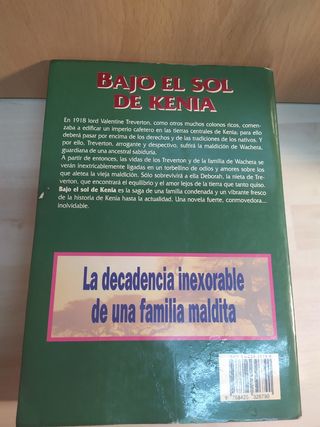 BAJO EL SOL
DE KENIA
En 1918 lord Valentine Treverton, como otros muchos colonos ricos, comen-
zaba a edificar un imperio cafetero en las tierras centrales de Kenia; para ello
deberá pasar por encima de los derechos y de las tradiciones de los nativos. Y
por ello, Treverton, arrogante y despectivo, sufrirá la maldición de Wachera,
guardiana de una ancestral sabiduría.
A partir de entonces, las vidas de los Treverton y de la familia de Wachera se
verán inextricablemente ligadas en un torbellino de odios y amores sobre los
que aletea la vieja maldición. Sólo sobrevivirá a ella Deborah, la nieta de Tre-
verton, que encontrará el equilibrio y el amor lejos de la tierra que tanto quiso.
Bajo el sol de Kenia es la saga de una familia condenada y un vibrante fresco
de la historia de Kenia hasta la actualidad. Una novela fuerte, conmovedora...
inolvidable.
La decadencia inexorable
de una familia maldita